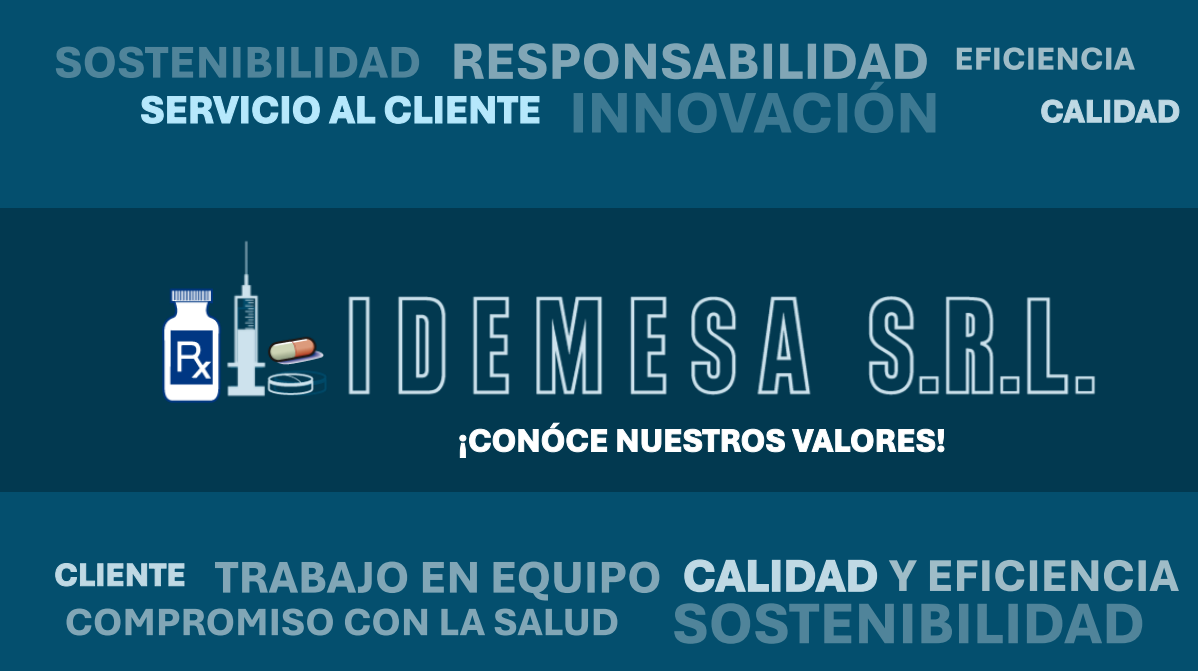 SOSTENIBILIDAD RESPONSABILIDAD EFICIENCIA
SERVICIO AL CLIENTE INNOVACIÓN CALIDAD
Rx IDEMESA S.R.L.
¡CONÓCE NUESTROS VALORES!
CLIENTE TRABAJO EN EQUIPO CALIDAD Y EFICIENCIA
COMPROMISO CON LA SALUD SOSTENIBILIDAD